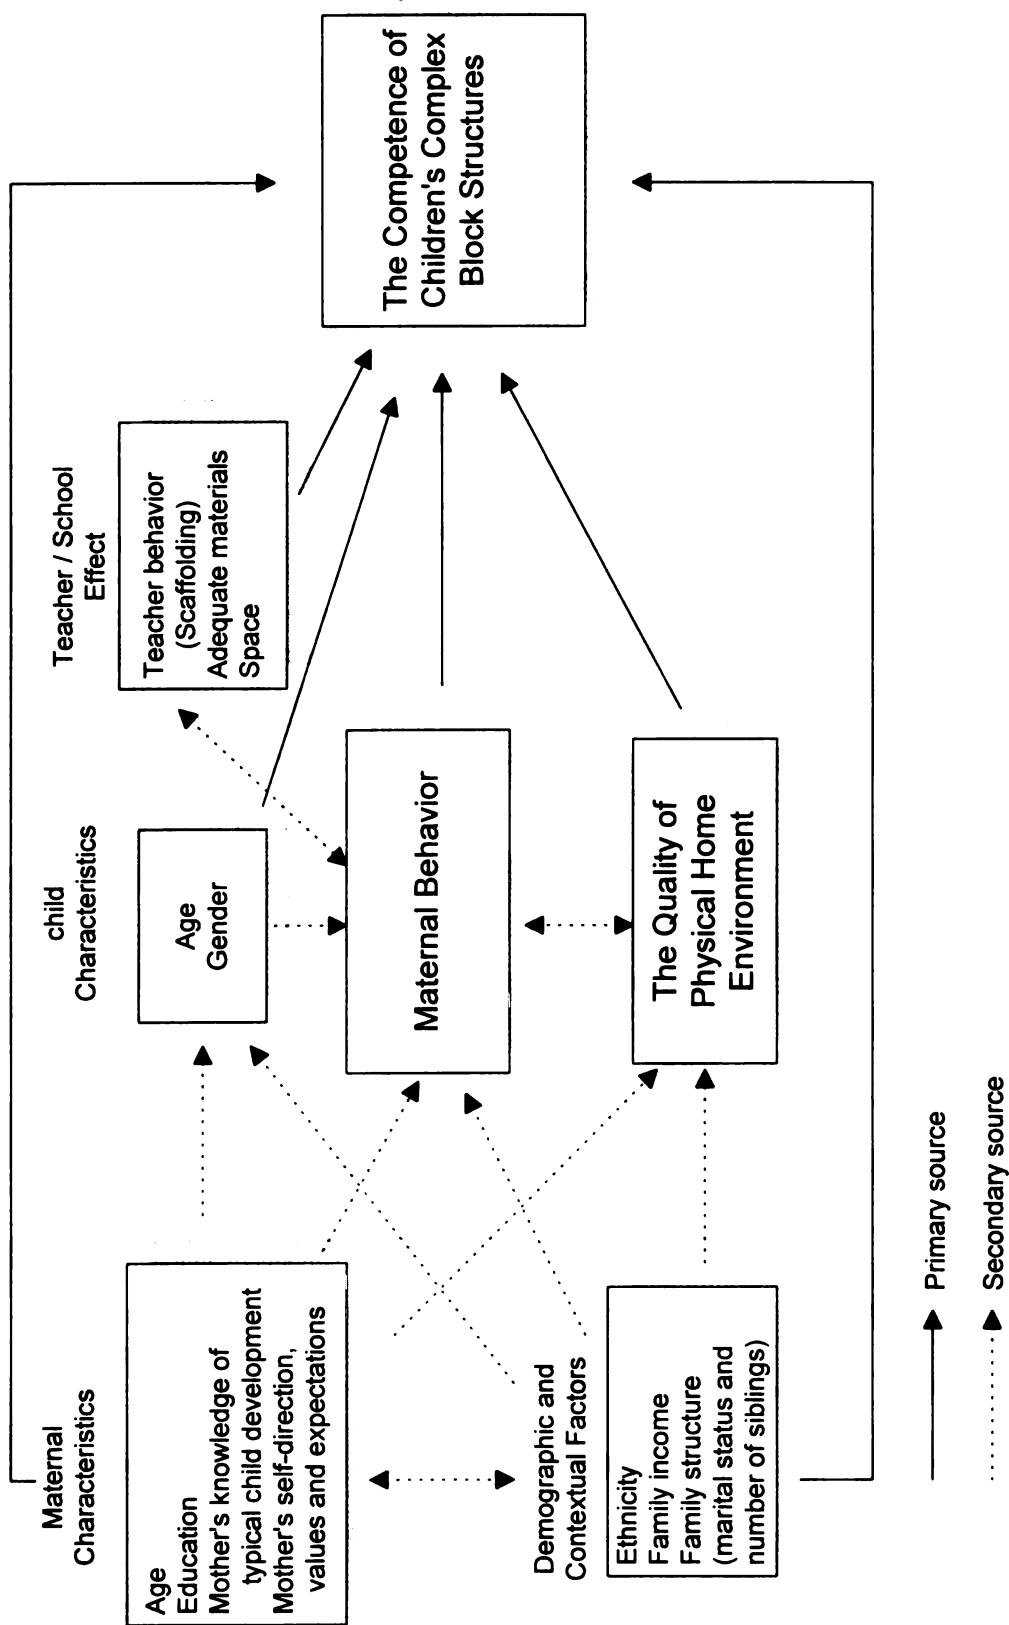 Maternal
Characteristics
Age
Education
Mother's knowledge of
typical child development
Mother's self-direction,
values and expectations
Demographic and
Contextual Factors
Ethnicity
Family income
Family structure
(marital status and
number of siblings)
child
Characteristics
Age
Gender
Maternal Behavior
The Quality of
Physical Home
Environment
Teacher / School
Effect
Teacher behavior
(Scaffolding)
Adequate materials
Space
The Competence of
Children's Complex
Block Structures
Primary source
Secondary source